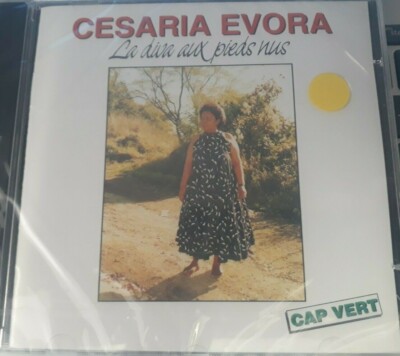 CESARIA EVORA
La diva aux pieds nus
CAP VERT